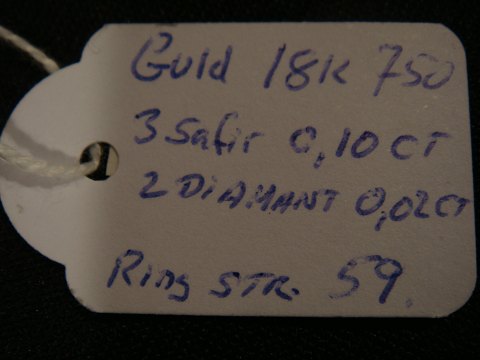 Guld 18K 750
3 Safir 0,10 CT
2 DiAMANT 0,02 CT
Ring STR. 59.